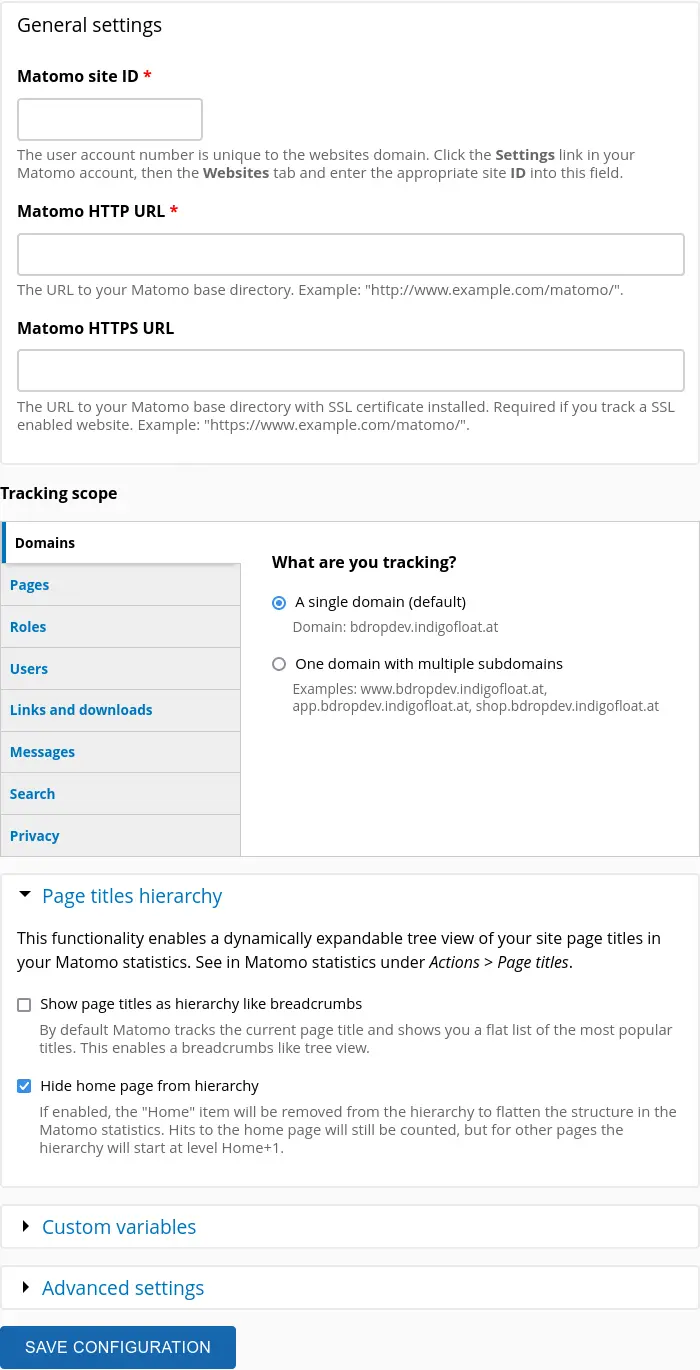 General settings
Matomo site ID *
The user account number is unique to the websites domain. Click the Settings link in your
Matomo account, then the Websites tab and enter the appropriate site ID into this field.
Matomo HTTP URL *
The URL to your Matomo base directory. Example: "http://www.example.com/matomo/".
Matomo HTTPS URL
The URL to your Matomo base directory with SSL certificate installed. Required if you track a SSL
enabled website. Example: "https://www.example.com/matomo/".
Tracking scope
Domains
Pages
Roles
Users
Links and downloads
Messages
Search
Privacy
What are you tracking?
A single domain (default)
Domain: bdropdev.indigofloat.at
One domain with multiple subdomains
Examples: www.bdropdev.indigofloat.at,
app.bdropdev.indigofloat.at, shop.bdropdev.indigofloat.at
Page titles hierarchy
This functionality enables a dynamically expandable tree view of your site page titles in
your Matomo statistics. See in Matomo statistics under Actions > Page titles.
Show page titles as hierarchy like breadcrumbs
By default Matomo tracks the current page title and shows you a flat list of the most popular
titles. This enables a breadcrumbs like tree view.
Hide home page from hierarchy
If enabled, the "Home" item will be removed from the hierarchy to flatten the structure in the
Matomo statistics. Hits to the home page will still be counted, but for other pages the
hierarchy will start at level Home+1.
Custom variables
Advanced settings
SAVE CONFIGURATION